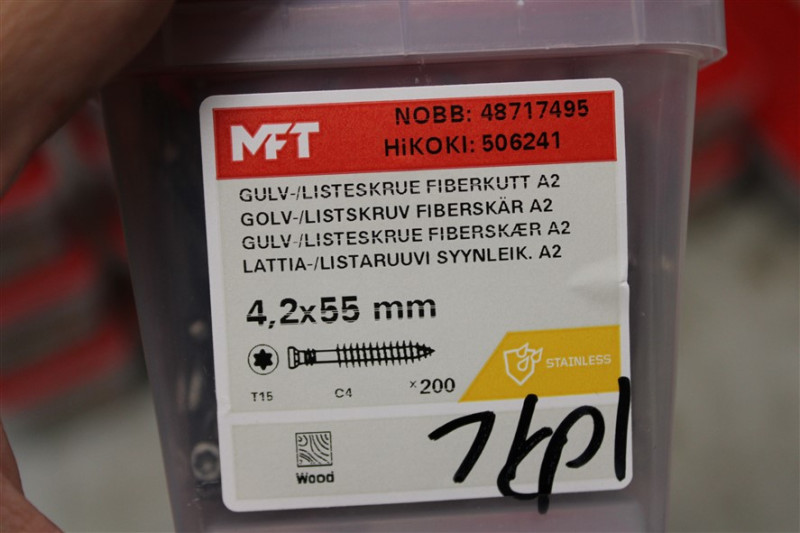 MFT
NOBB: 48717495
HiKOKI: 506241
GULV-/LISTESKRUE FIBERKUTT A2
GOLV-/LISTSKRUV FIBERSKÄR A2
GULV-/LISTESKRUE FIBERSKÆR A2
LATTIA-/LISTARUUVI SYYNLEIK. A2
4,2x55 mm
T15
C4
x200
STAINLESS
Wood